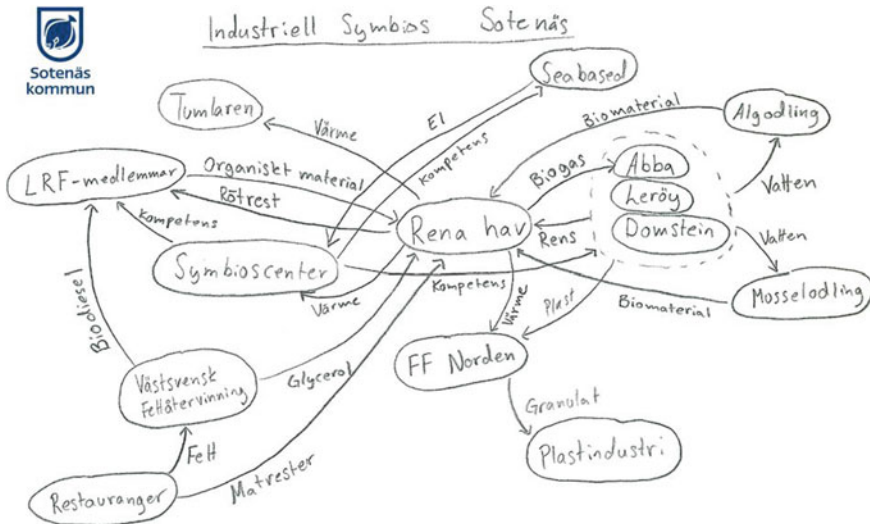 Industriell Symbios Sotenäs
Sotenäs
kommun
Seabased
Tumlaren
Värme
El
Kompetens
Biomaterial
Algodling
LRF-medlemmar
Organiskt material
Rötrest
Biogas
Abba
Leröy
Domstein
Vatten
Kompetens
Rena hav
Rens
Vatten
Symbioscenter
Värme
Kompetens
Värme
Plast
Biomaterial
Musselodling
Biodiesel
FF Norden
Västsvensk
Fettåtervinning
Glycerol
Granulat
Fett
Plastindustri
Restauranger
Matrester